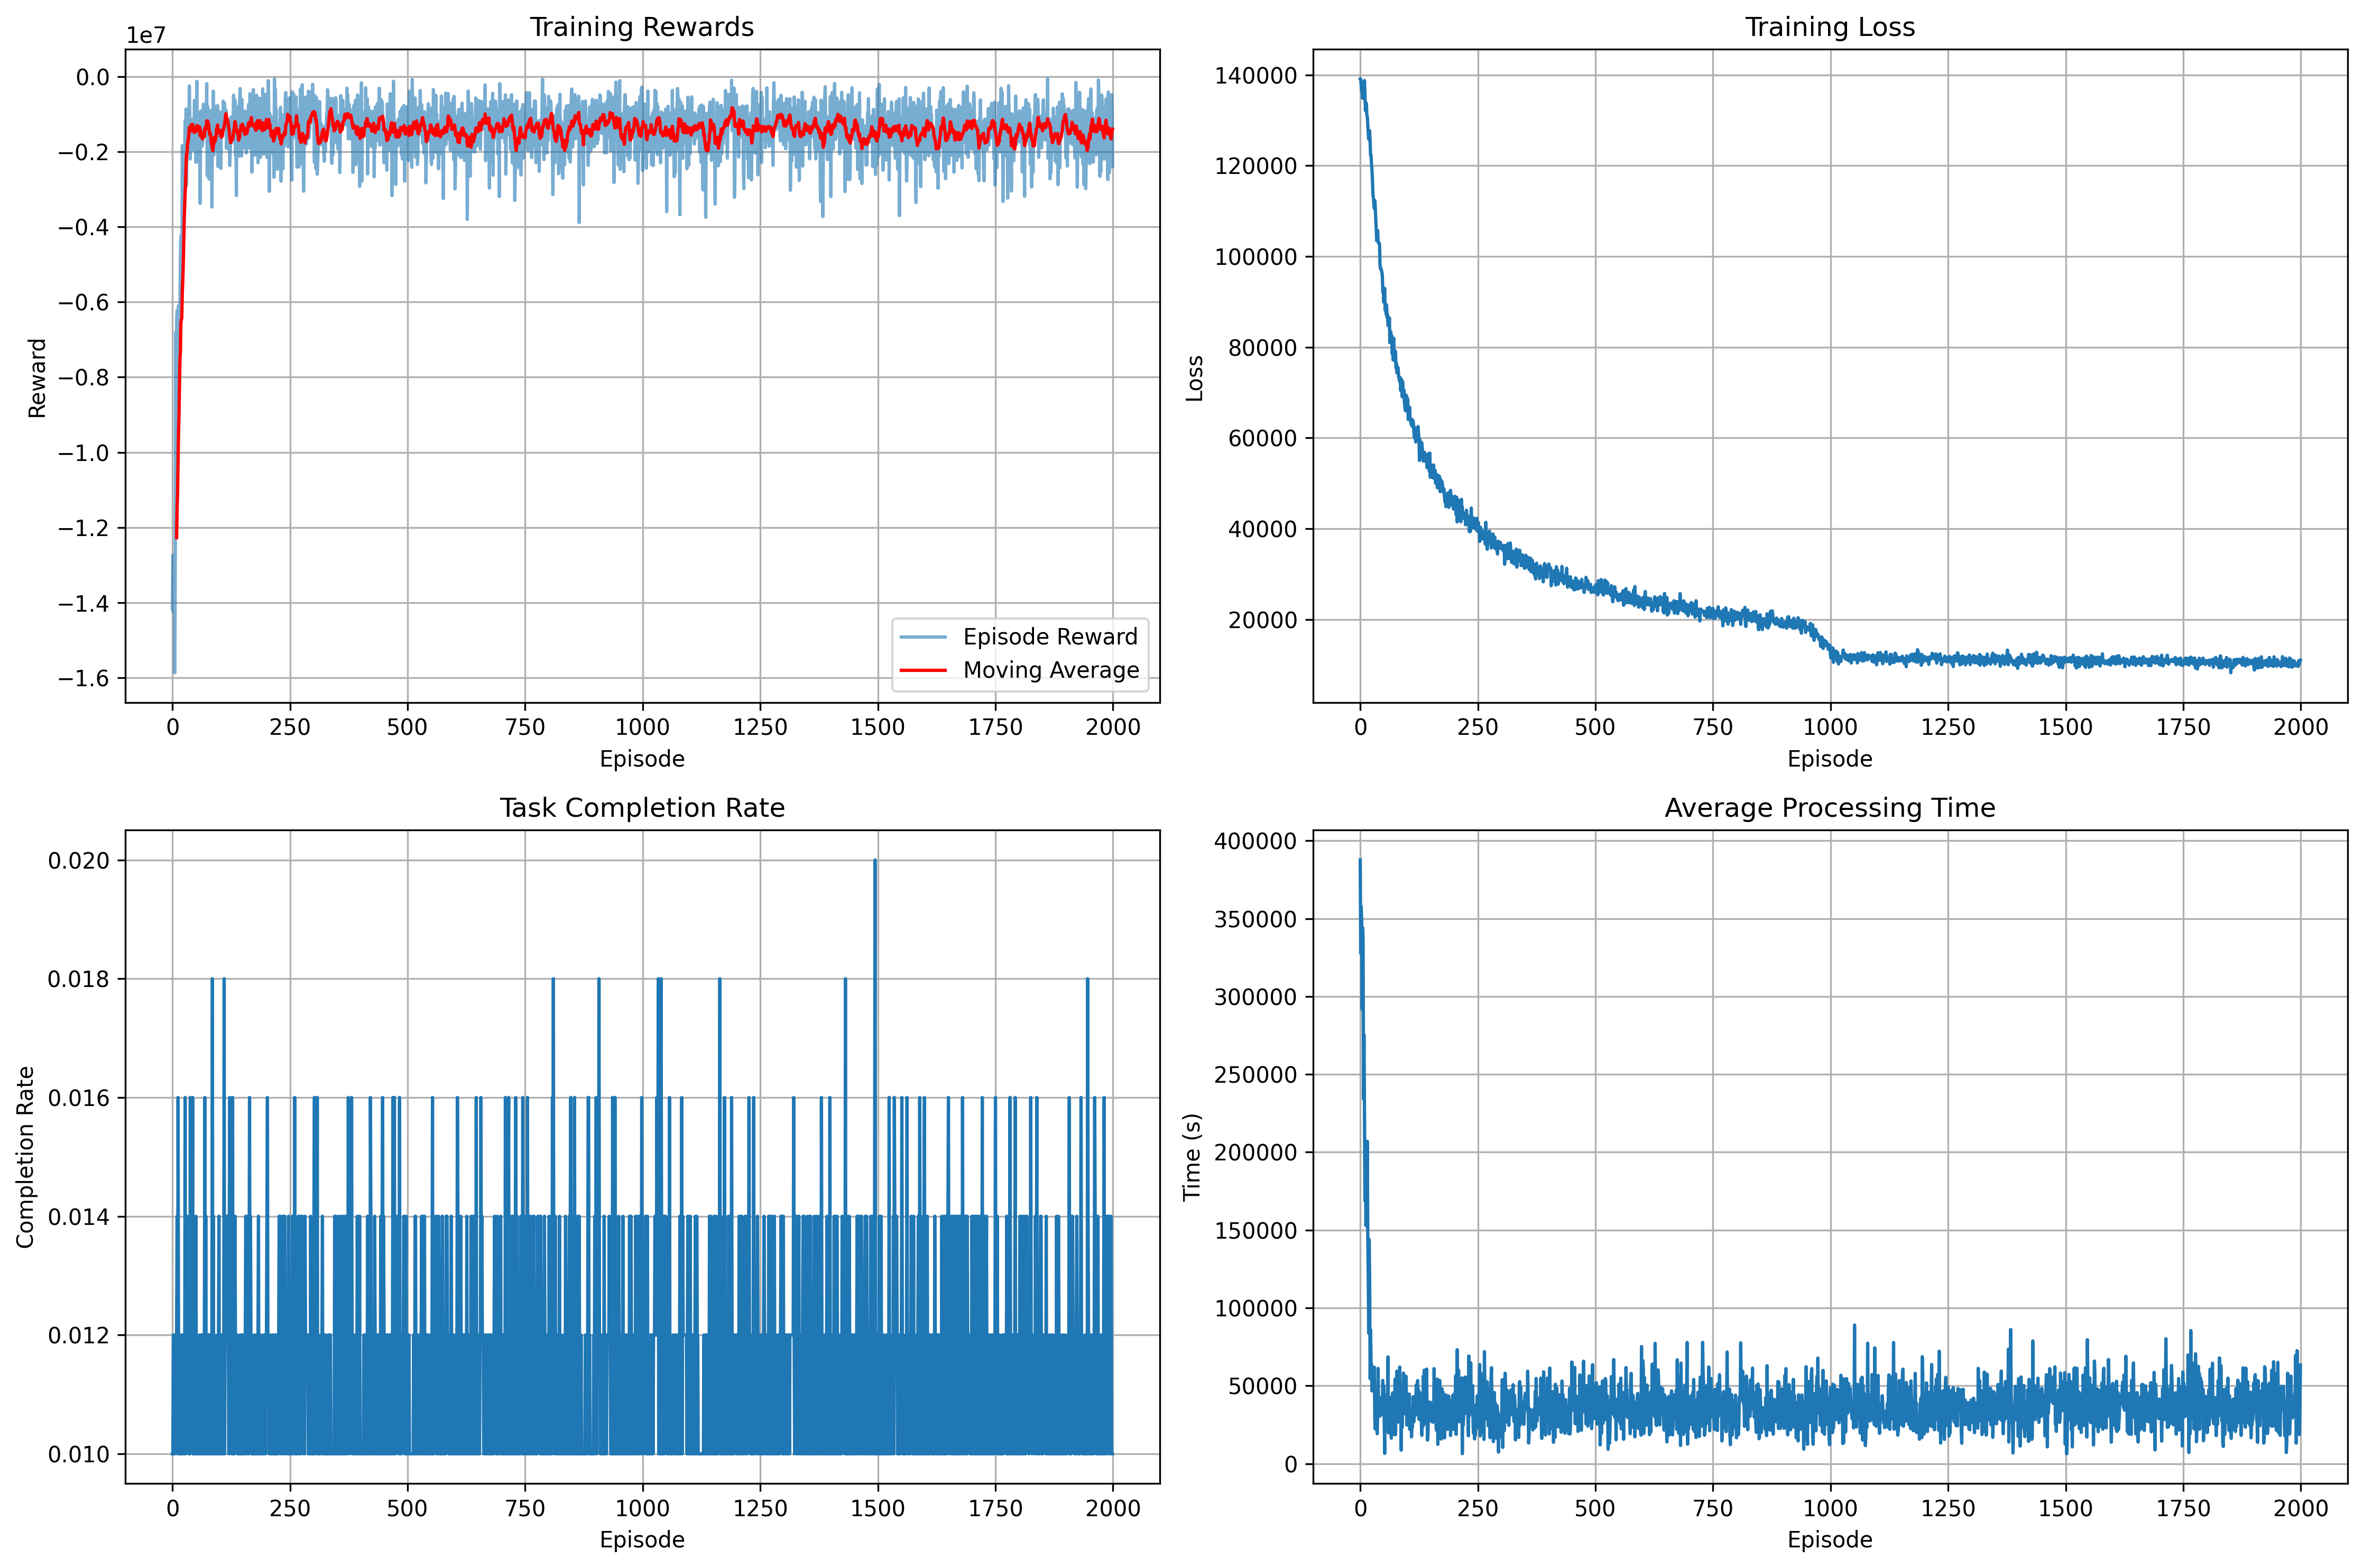 Training Rewards
1e7
0.0
−0.2
−0.4
−0.6
−0.8
−1.0
−1.2
−1.4
−1.6
Reward
Episode Reward
Moving Average
0 250 500 750 1000 1250 1500 1750 2000
Episode
Training Loss
140000
120000
100000
80000
60000
40000
20000
Loss
0 250 500 750 1000 1250 1500 1750 2000
Episode
Task Completion Rate
0.020
0.018
0.016
0.014
0.012
0.010
Completion Rate
0 250 500 750 1000 1250 1500 1750 2000
Episode
Average Processing Time
400000
350000
300000
250000
200000
150000
100000
50000
0
Time (s)
0 250 500 750 1000 1250 1500 1750 2000
Episode